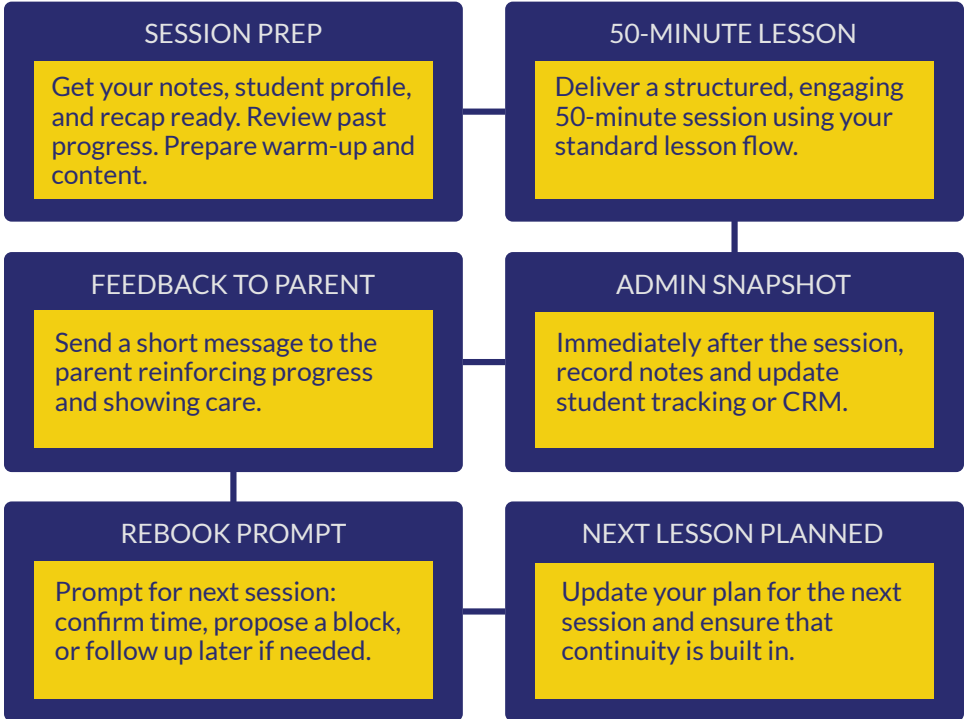 SESSION PREP
Get your notes, student profile,
and recap ready. Review past
progress. Prepare warm-up and
content.
50-MINUTE LESSON
Deliver a structured, engaging
50-minute session using your
standard lesson flow.
FEEDBACK TO PARENT
Send a short message to the
parent reinforcing progress
and showing care.
ADMIN SNAPSHOT
Immediately after the session,
record notes and update
student tracking or CRM.
REBOOK PROMPT
Prompt for next session:
confirm time, propose a block,
or follow up later if needed.
NEXT LESSON PLANNED
Update your plan for the next
session and ensure that
continuity is built in.